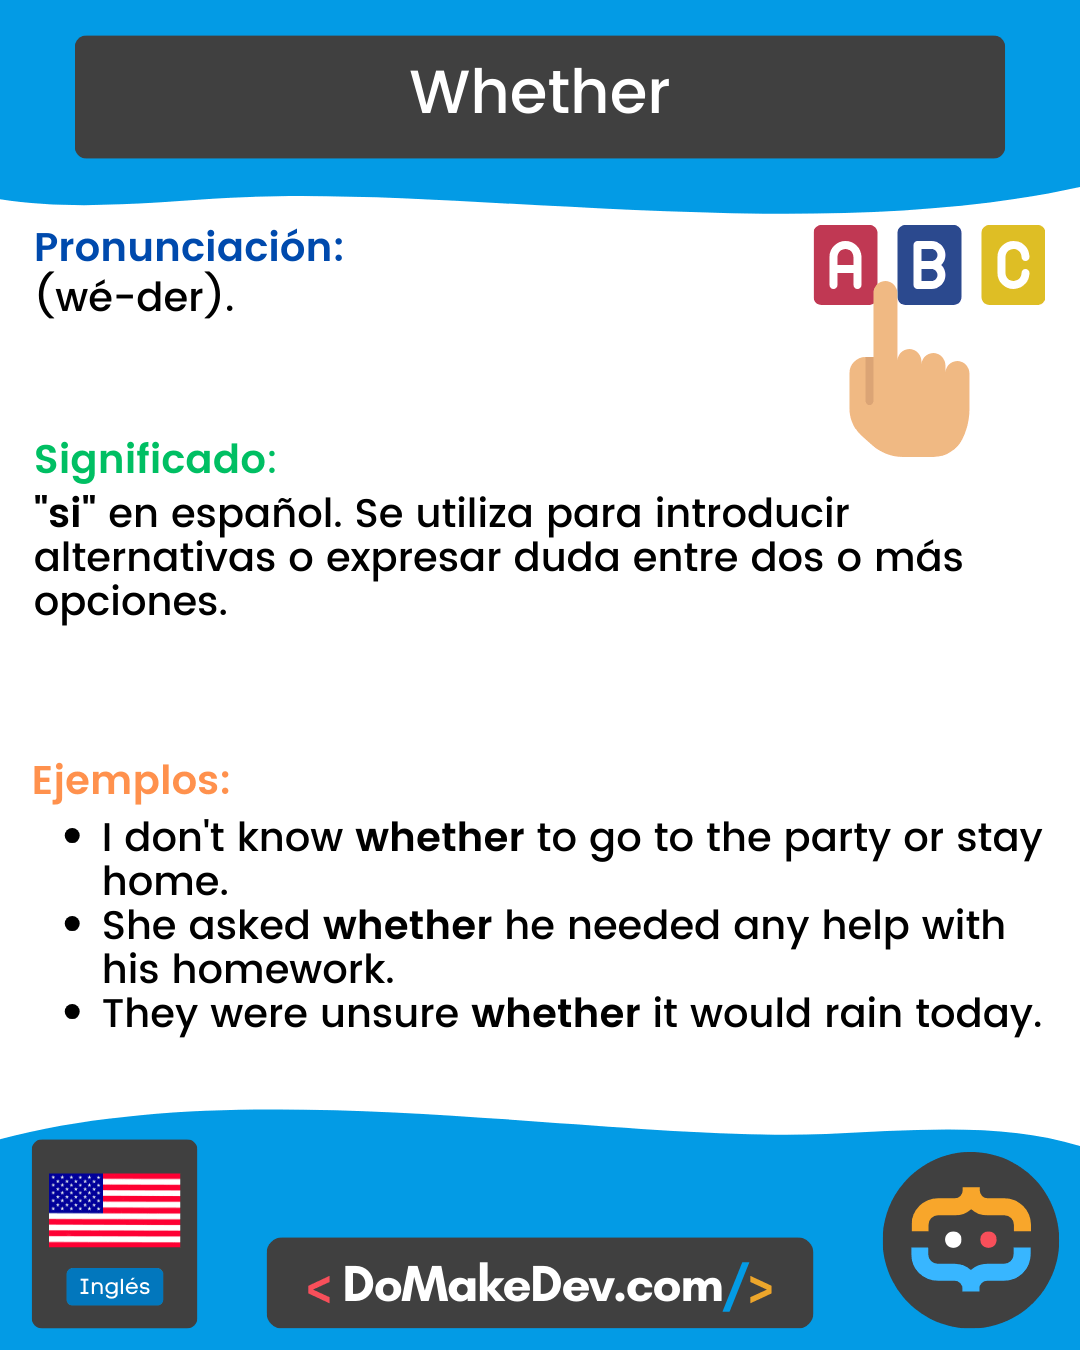 Whether
Pronunciación:
(wé-der).
A B C
Significado:
"si" en español. Se utiliza para introducir
alternativas o expresar duda entre dos o más
opciones.
Ejemplos:
• I don't know whether to go to the party or stay
home.
• She asked whether he needed any help with
his homework.
• They were unsure whether it would rain today.
Inglés
< DoMakeDev.com/>